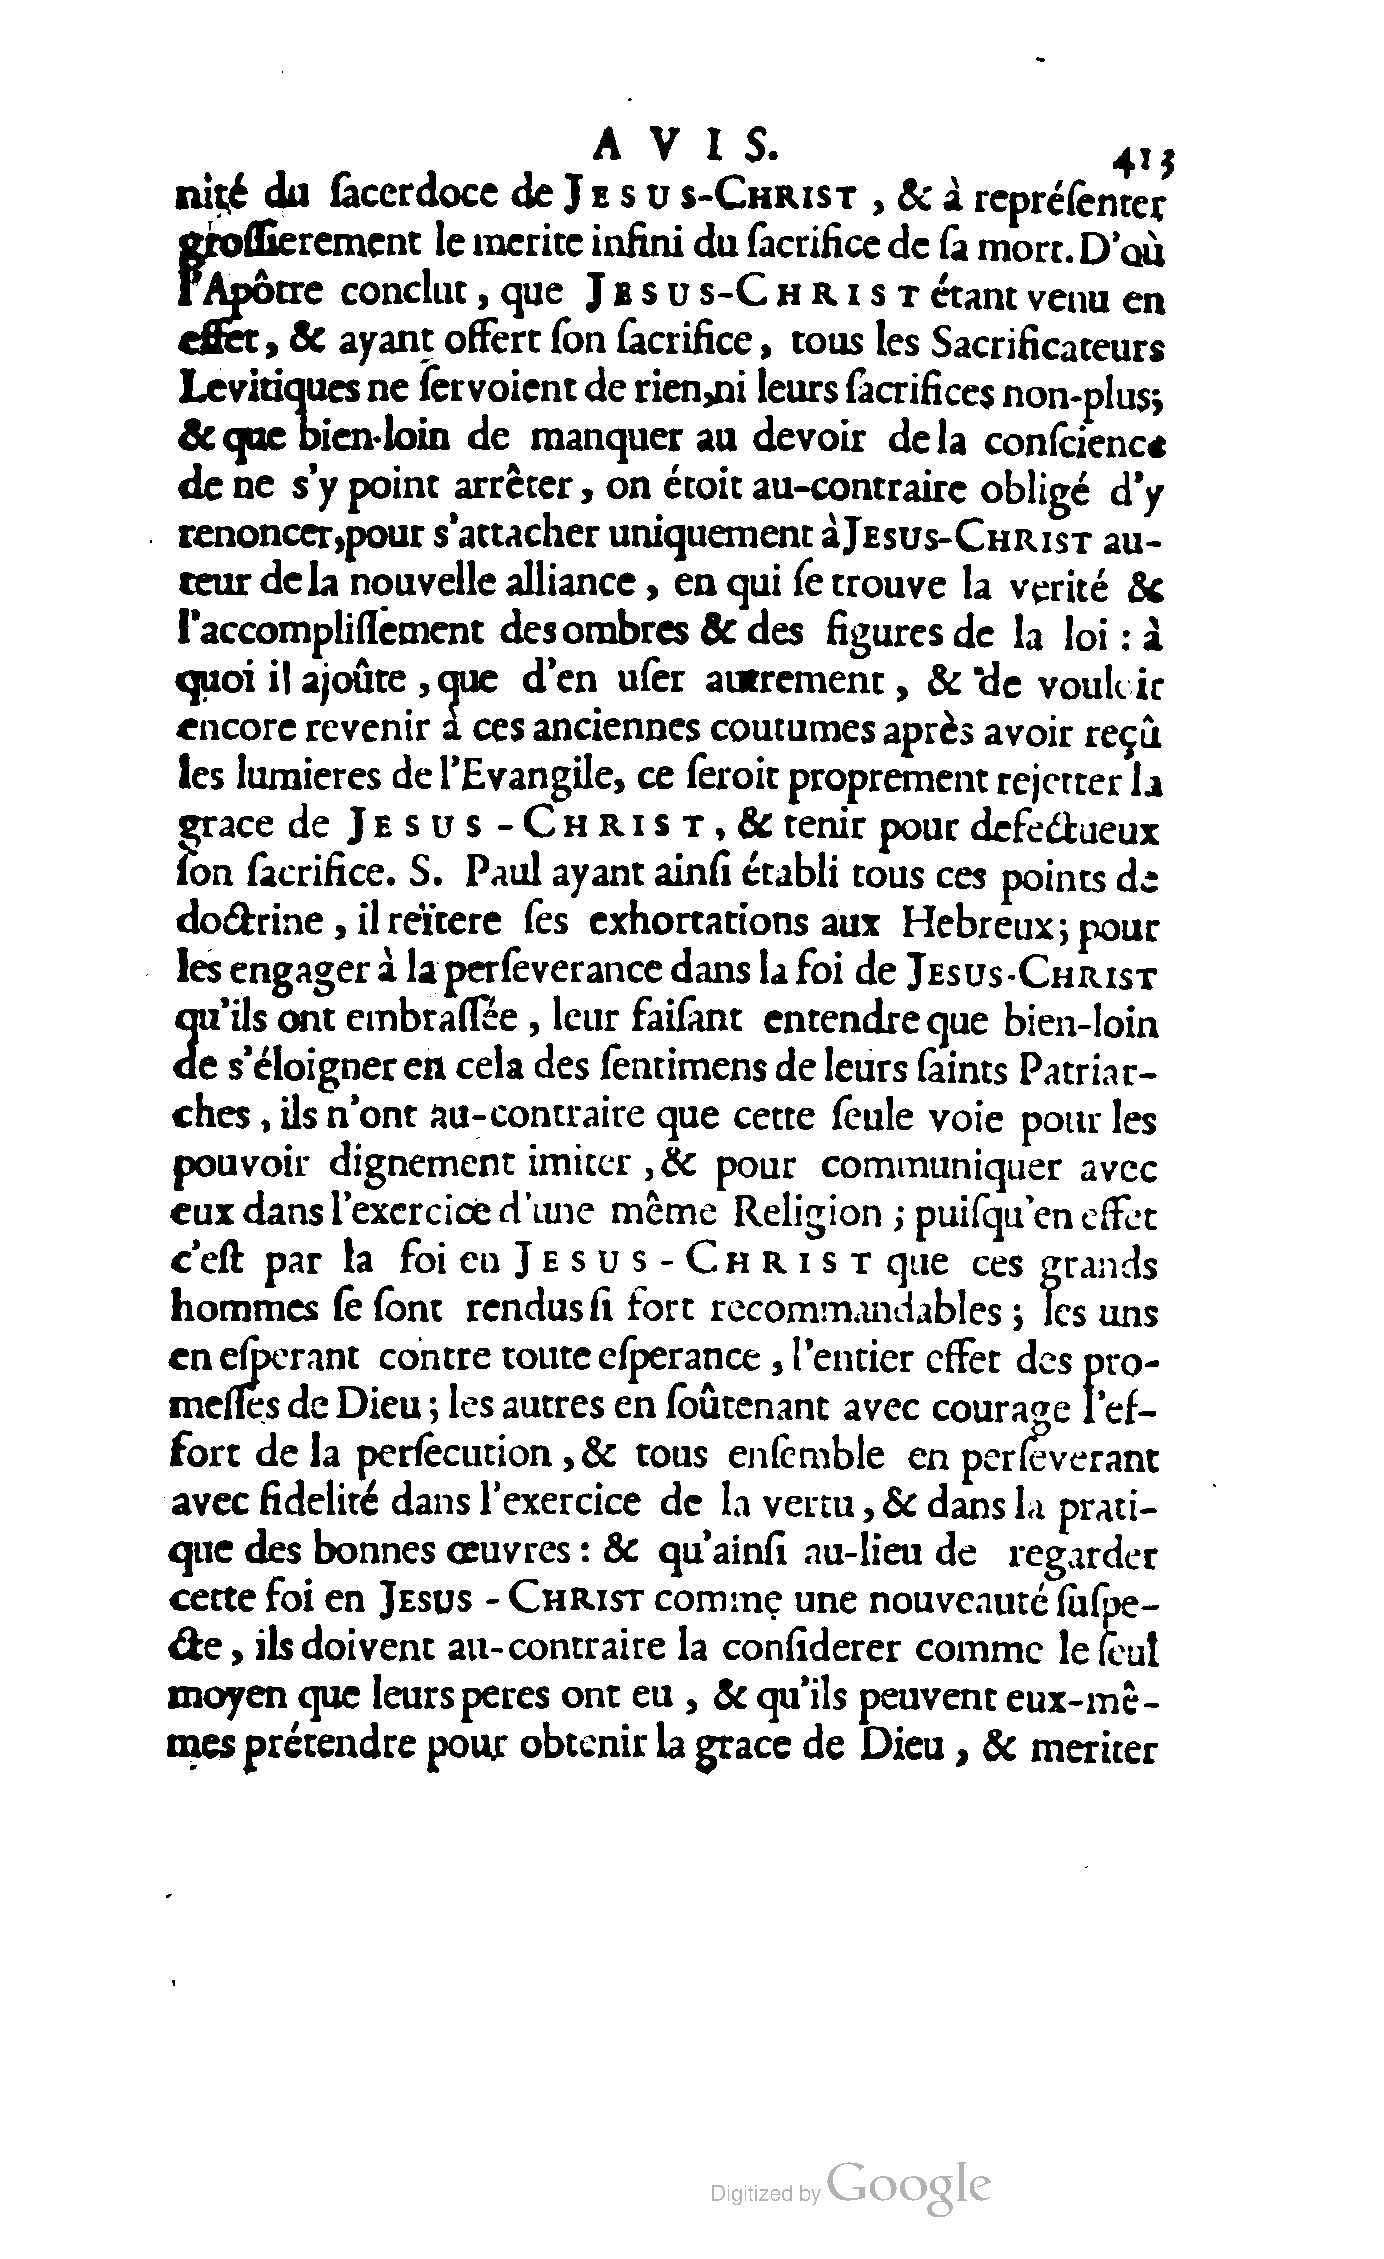 AVIS. 413
nité du ſacerdoce de JESUS-CHRIST, & à repréſenter
groſſierement le merite infini du ſacrifice de ſa mort. D'où
l'Apôtre conclut, que JESUS-CHRIST étant venu en
effet, & ayant offert ſon ſacrifice, tous les Sacrificateurs
Levitiques ne ſervoient de rien, ni leurs ſacrifices non-plus;
& que bien-loin de manquer au devoir de la conſcience
de ne s'y point arrêter, on étoit au-contraire obligé d'y
renoncer, pour s'attacher uniquement à JESUS-CHRIST au-
teur de la nouvelle alliance, en qui ſe trouve la verité &
l'accompliſſement des ombres & des figures de la loi : à
quoi il ajoûte, que d'en uſer autrement, & de vouloir
encore revenir à ces anciennes coutumes après avoir reçû
les lumieres de l'Evangile, ce ſeroit proprement rejetter la
grace de JESUS-CHRIST, & tenir pour defectueux
ſon ſacrifice. S. Paul ayant ainſi établi tous ces points de
doctrine, il reïtere ſes exhortations aux Hebreux; pour
les engager à la perſeverance dans la foi de JESUS-CHRIST
qu'ils ont embraſſée, leur faiſant entendre que bien-loin
de s'éloigner en cela des ſentimens de leurs ſaints Patriar-
ches, ils n'ont au-contraire que cette ſeule voie pour les
pouvoir dignement imiter, & pour communiquer avec
eux dans l'exercice d'une même Religion ; puiſqu'en effet
c'eſt par la foi en JESUS-CHRIST que ces grands
hommes ſe ſont rendus ſi fort recommandables ; les uns
en eſperant contre toute eſperance, l'entier effet des pro-
meſſes de Dieu ; les autres en ſoûtenant avec courage l'ef-
fort de la perſecution, & tous enſemble en perſeverant
avec fidelité dans l'exercice de la vertu, & dans la prati-
que des bonnes œuvres : & qu'ainſi au-lieu de regarder
cette foi en JESUS-CHRIST comme une nouveauté ſuſpe-
cte, ils doivent au-contraire la conſiderer comme le ſeul
moyen que leurs peres ont eu, & qu'ils peuvent eux-mê-
mes prétendre pour obtenir la grace de Dieu, & meriter
Digitized by Google